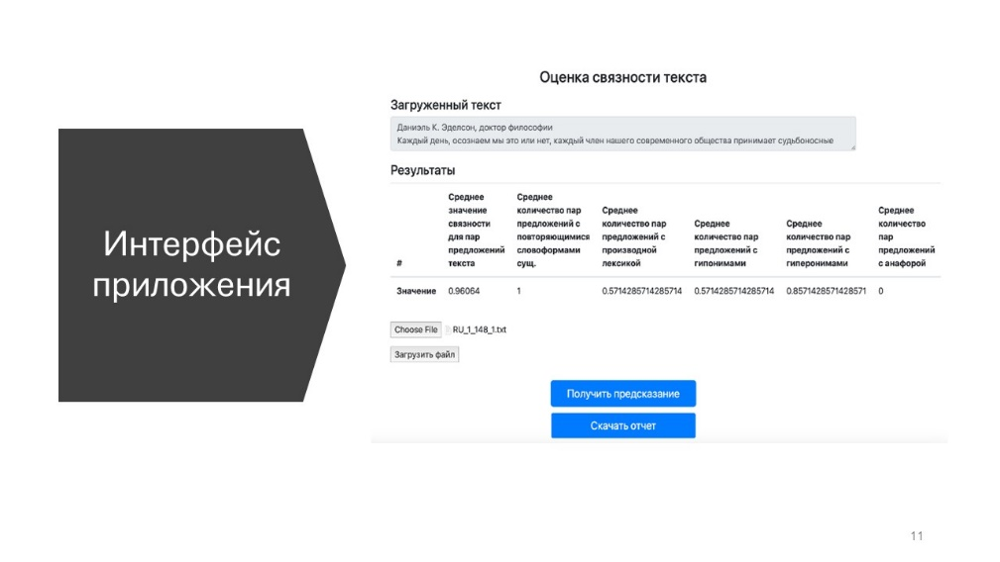 Интерфейс
приложения
Оценка связности текста
Загруженный текст
Даниэль К. Эделсон, доктор философии
Каждый день, осознаем мы это или нет, каждый член нашего современного общества принимает судьбоносные
Результаты
#
Среднее
значение
связности
для пар
предложений
текста
Среднее
количество пар
предложений с
повторяющимися
словоформами
сущ.
Среднее
количество пар
предложений с
производной
лексикой
Среднее
количество пар
предложений с
гипонимами
Среднее
количество пар
предложений с
гиперонимами
Среднее
количество
пар
предложений
с анафорой
Значение 0.96064 1 0.5714285714285714 0.5714285714285714 0.8571428571428571 0
Choose File RU_1_148_1.txt
Загрузить файл
Получить предсказание
Скачать отчет
11